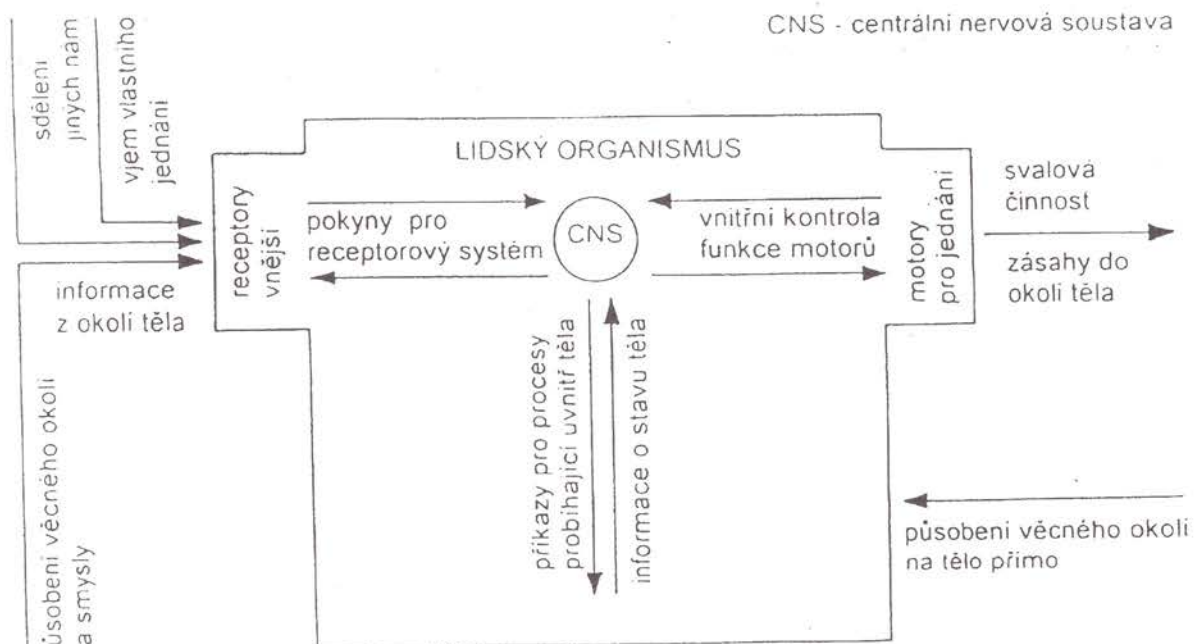 CNS - centrální nervová soustava
sdělení
jiných nám
vjem vlastního
jednání
LIDSKÝ ORGANISMUS
receptory
vnější
pokyny pro
receptorový systém
CNS
vnitřní kontrola
funkce motorů
motory
pro jednání
svalová
činnost
zásahy do
okolí těla
informace
z okolí těla
příkazy pro procesy
probíhající uvnitř těla
informace o stavu těla
působení věcného okolí
na tělo přímo
ůsobení věcného okolí
a smysly